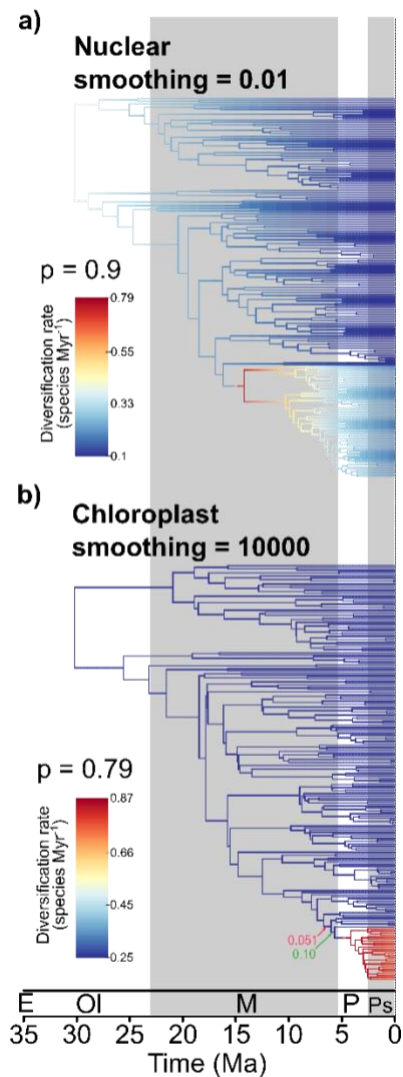 a)
Nuclear
smoothing = 0.01
p = 0.9
Diversification rate
(species Myr-1)
0.79
0.55
0.33
0.1
b)
Chloroplast
smoothing = 10000
p = 0.79
Diversification rate
(species Myr-1)
0.87
0.66
0.45
0.25
0.051
0.10
E Ol M P Ps
35 30 25 20 15 10 5 0
Time (Ma)